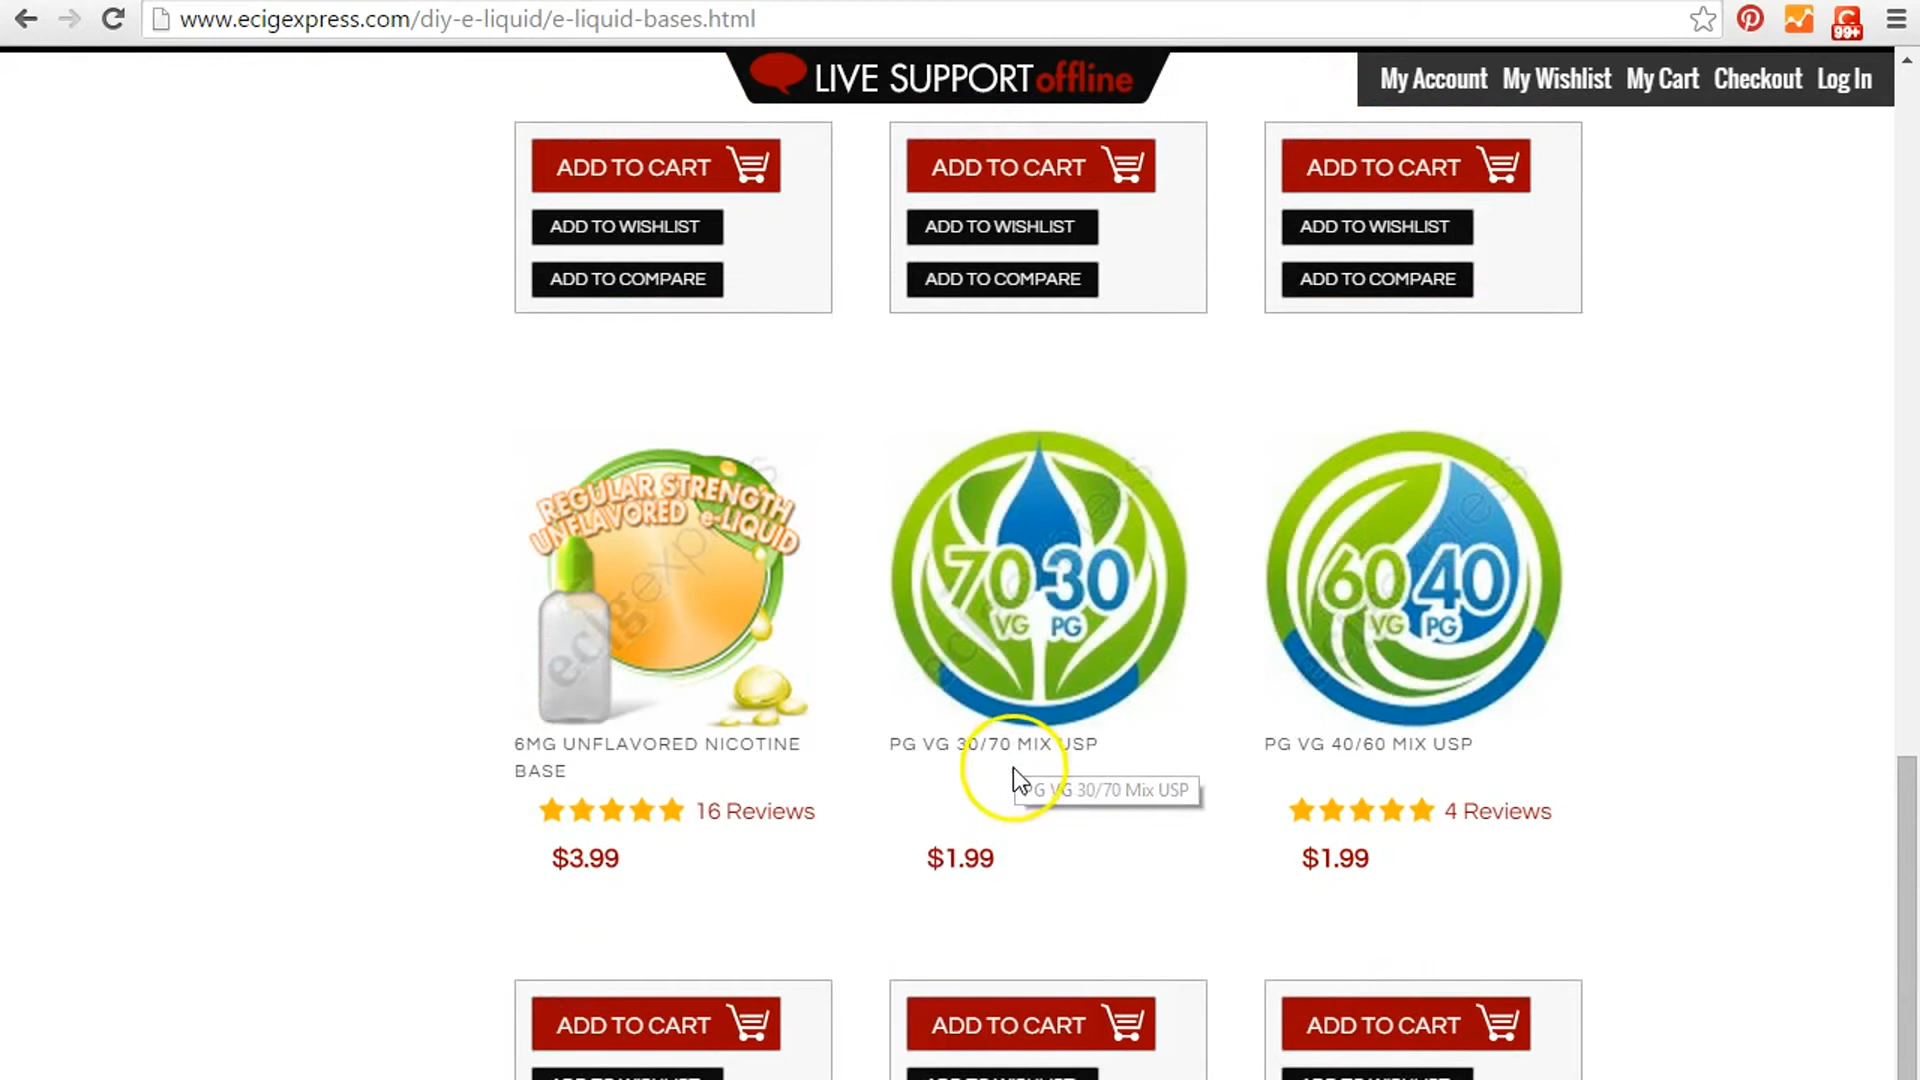 www.ecigexpress.com/diy-e-liquid/e-liquid-bases.html
99+
LIVE SUPPORT offline
My Account My Wishlist My Cart Checkout Log In
ADD TO CART ADD TO CART ADD TO CART
ADD TO WISHLIST ADD TO WISHLIST ADD TO WISHLIST
ADD TO COMPARE ADD TO COMPARE ADD TO COMPARE
REGULAR STRENGTH
UNFLAVORED e-LIQUID
ecigexpress
70 30
VG PG
60 40
VG PG
6MG UNFLAVORED NICOTINE
BASE
PG VG 30/70 MIX USP
PG VG 40/60 MIX USP
PG VG 30/70 Mix USP
16 Reviews
4 Reviews
$3.99 $1.99 $1.99
ADD TO CART ADD TO CART ADD TO CART